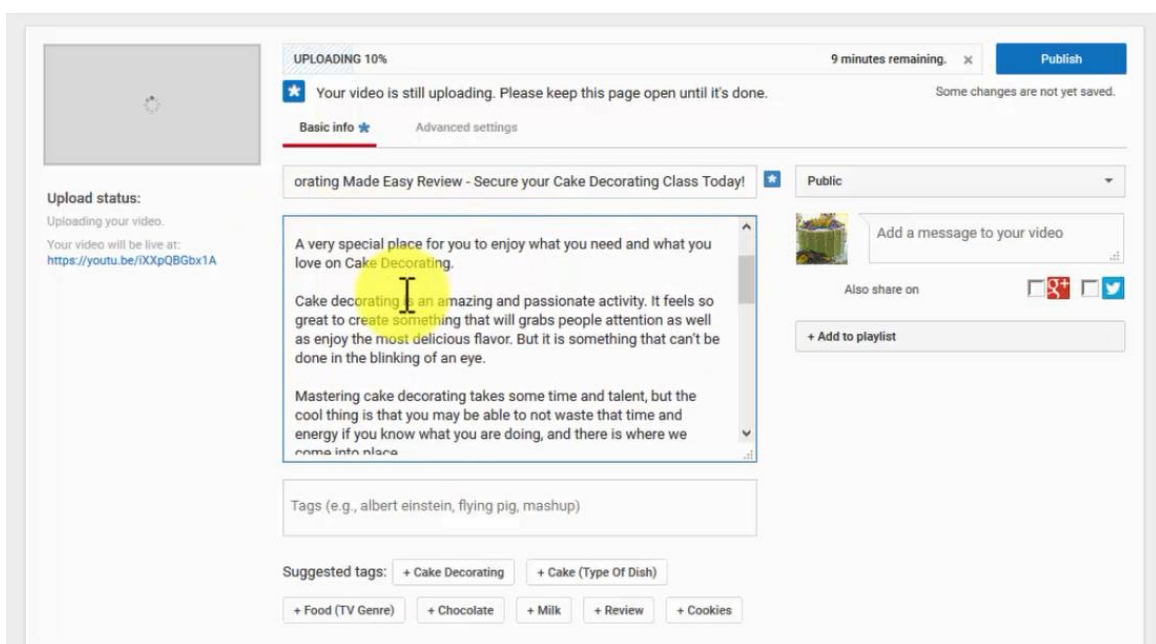 UPLOADING 10%
9 minutes remaining.
Publish
Your video is still uploading. Please keep this page open until it's done.
Some changes are not yet saved.
Basic info
Advanced settings
orating Made Easy Review - Secure your Cake Decorating Class Today!
Public
Upload status:
Uploading your video.
Your video will be live at:
https://youtu.be/iXXpQBGbx1A
A very special place for you to enjoy what you need and what you
love on Cake Decorating.
Cake decorating is an amazing and passionate activity. It feels so
great to create something that will grabs people attention as well
as enjoy the most delicious flavor. But it is something that can't be
done in the blinking of an eye.
Mastering cake decorating takes some time and talent, but the
cool thing is that you may be able to not waste that time and
energy if you know what you are doing, and there is where we
come into place
Add a message to your video
Also share on
g+
+ Add to playlist
Tags (e.g., albert einstein, flying pig, mashup)
Suggested tags: + Cake Decorating + Cake (Type Of Dish)
+ Food (TV Genre) + Chocolate + Milk + Review + Cookies